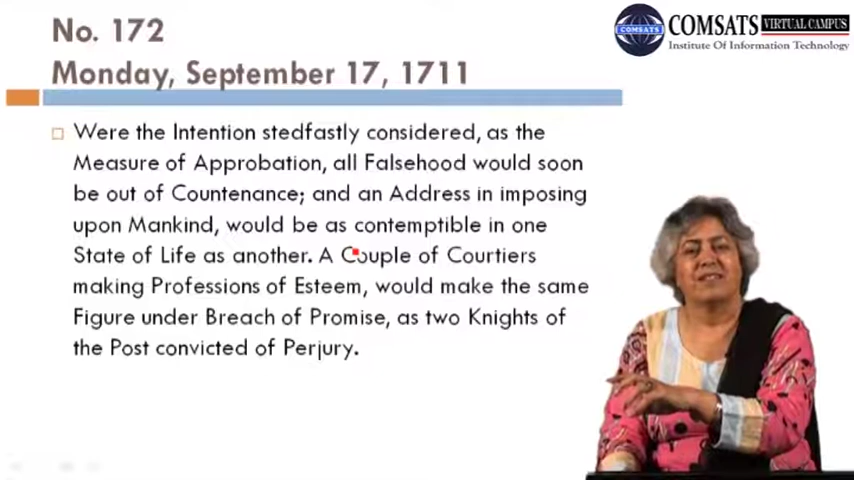 No. 172
Monday, September 17, 1711
COMSATS
COMSATS VIRTUAL CAMPUS
Institute Of Information Technology
Were the Intention stedfastly considered, as the
Measure of Approbation, all Falsehood would soon
be out of Countenance; and an Address in imposing
upon Mankind, would be as contemptible in one
State of Life as another. A Couple of Courtiers
making Professions of Esteem, would make the same
Figure under Breach of Promise, as two Knights of
the Post convicted of Perjury.